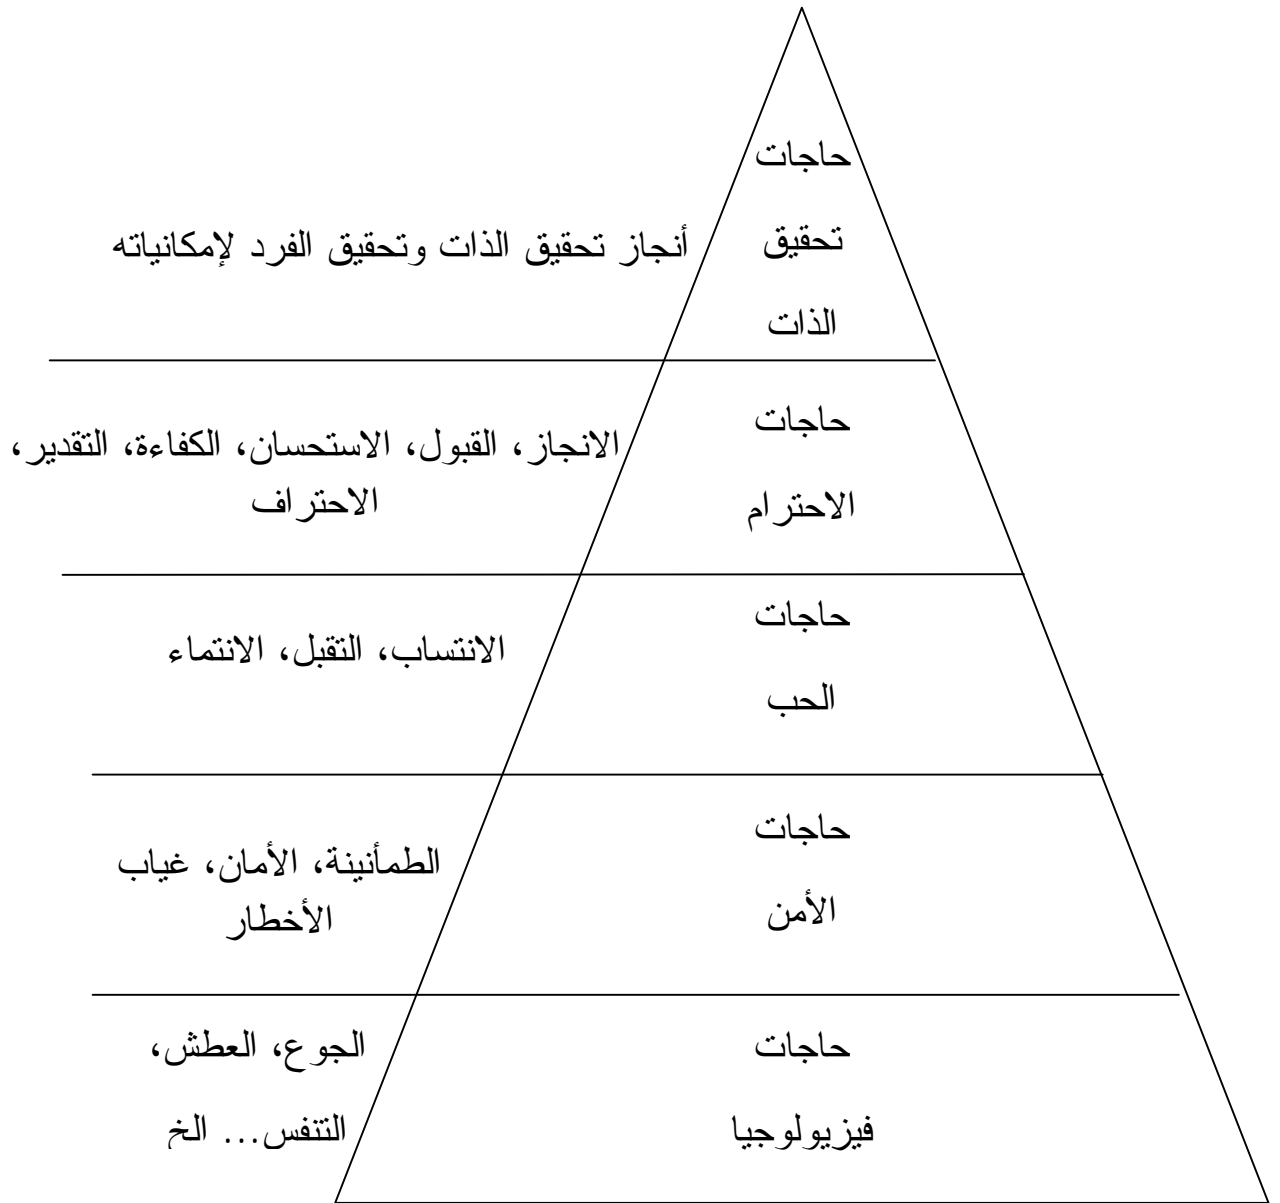 حاجات
تحقيق
الذات
أنجاز تحقيق الذات وتحقيق الفرد لإمكانياته
حاجات
الاحترام
الانجاز، القبول، الاستحسان، الكفاءة، التقدير،
الاحتراف
حاجات
الحب
الانتساب، التقبل، الانتماء
حاجات
الأمن
الطمأنينة، الأمان، غياب
الأخطار
حاجات
فيزيولوجيا
الجوع، العطش،
التنفس... الخ